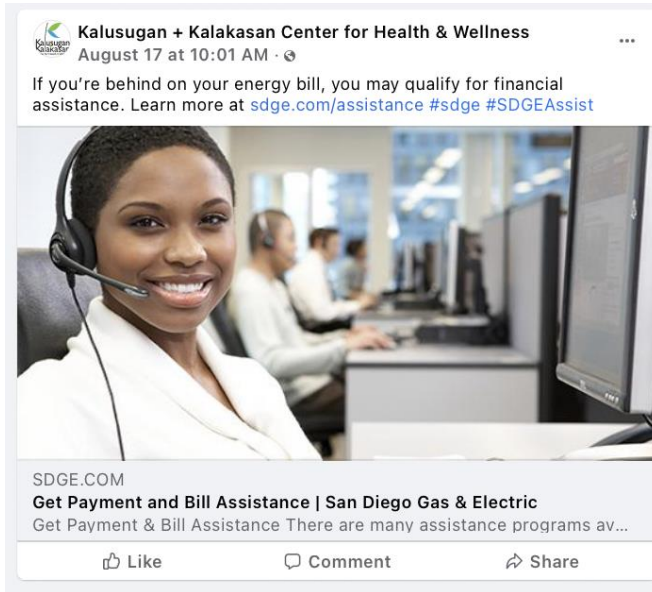 Kalusugan
Kalakasan
Kalusugan + Kalakasan Center for Health & Wellness
August 17 at 10:01 AM ·
If you're behind on your energy bill, you may qualify for financial
assistance. Learn more at sdge.com/assistance #sdge #SDGEAssist
SDGE.COM
Get Payment and Bill Assistance | San Diego Gas & Electric
Get Payment & Bill Assistance There are many assistance programs av...
Like
Comment
Share